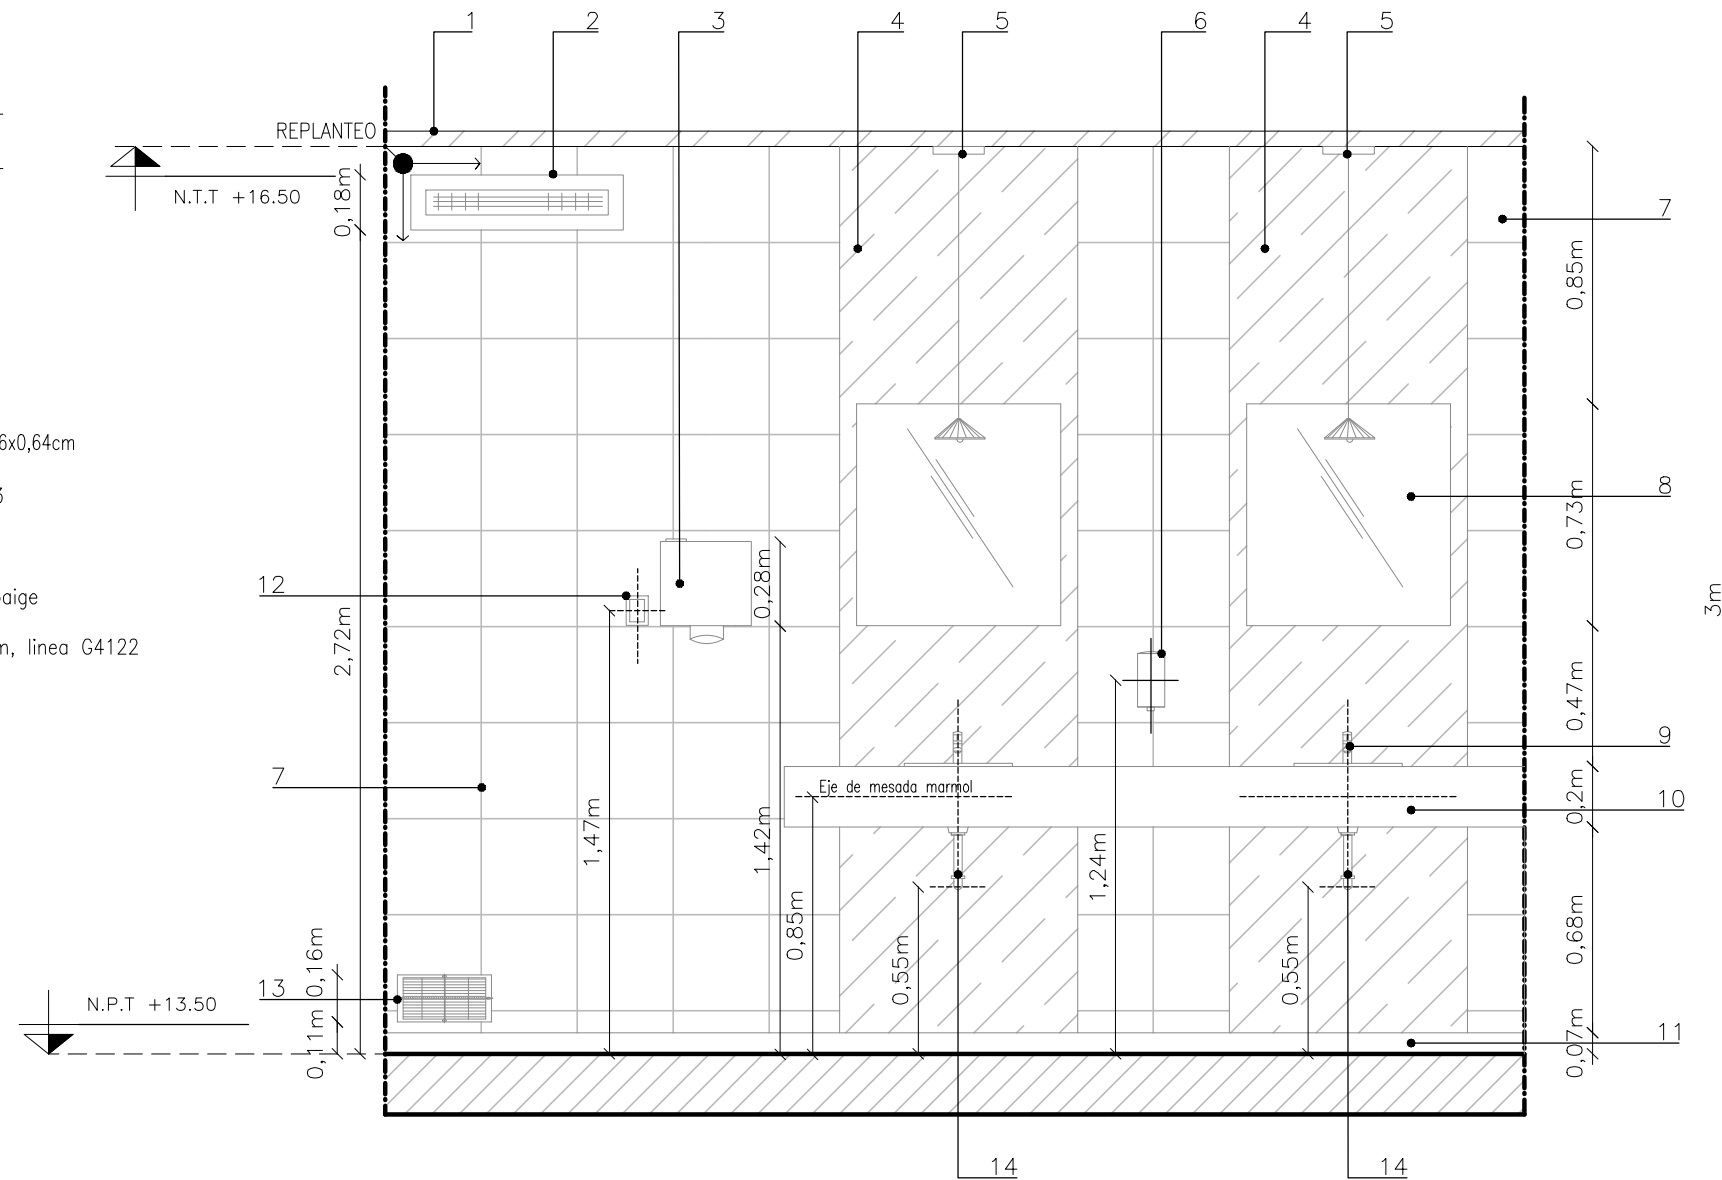 1
2
3
4
5
6
4
5
REPLANTEO
N.T.T +16.50
0,18m
7
0,85m
6x0,64cm
8
0,73m
12
0,28m
3m
2,72m
n, linea G4122
0,47m
9
7
Eje de mesada marmol
0,2m
10
1,47m
1,42m
1,24m
0,85m
0,55m
0,55m
0,68m
0,16m
13
N.P.T +13.50
0,11m
0,07m
11
14
14